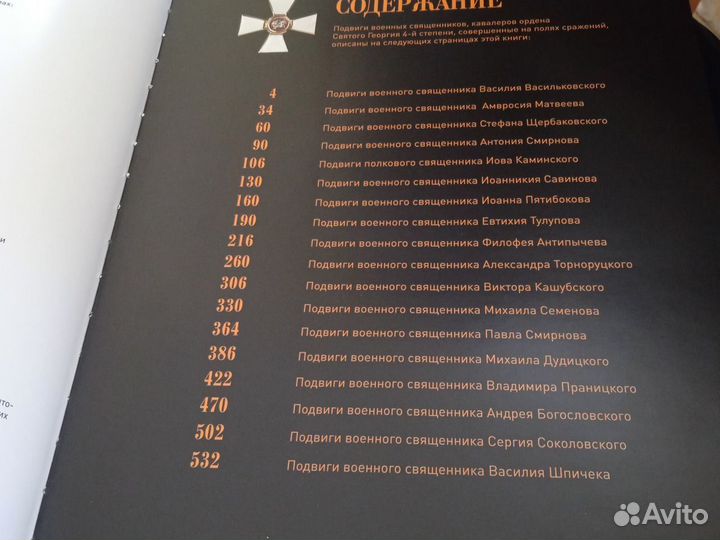 ах:
СОДЕРЖАНИЕ
Подвиги военных священников, кавалеров ордена
Святого Георгия 4-й степени, совершенные на полях сражений,
описаны на следующих страницах этой книги:
4 Подвиги военного священника Василия Васильковского
34 Подвиги военного священника Амвросия Матвеева
60 Подвиги военного священника Стефана Щербаковского
90 Подвиги военного священника Антония Смирнова
106 Подвиги полкового священника Иова Каминского
130 Подвиги военного священника Иоанникия Савинова
160 Подвиги военного священника Иоанна Пятибокова
190 Подвиги военного священника Евтихия Тулупова
216 Подвиги военного священника Филофея Антипычева
260 Подвиги военного священника Александра Торноруцкого
306 Подвиги военного священника Виктора Кашубского
330 Подвиги военного священника Михаила Семенова
364 Подвиги военного священника Павла Смирнова
386 Подвиги военного священника Михаила Дудицкого
422 Подвиги военного священника Владимира Праницкого
470 Подвиги военного священника Андрея Богословского
502 Подвиги военного священника Сергия Соколовского
532 Подвиги военного священника Василия Шпичека
и
то-
их
Avito